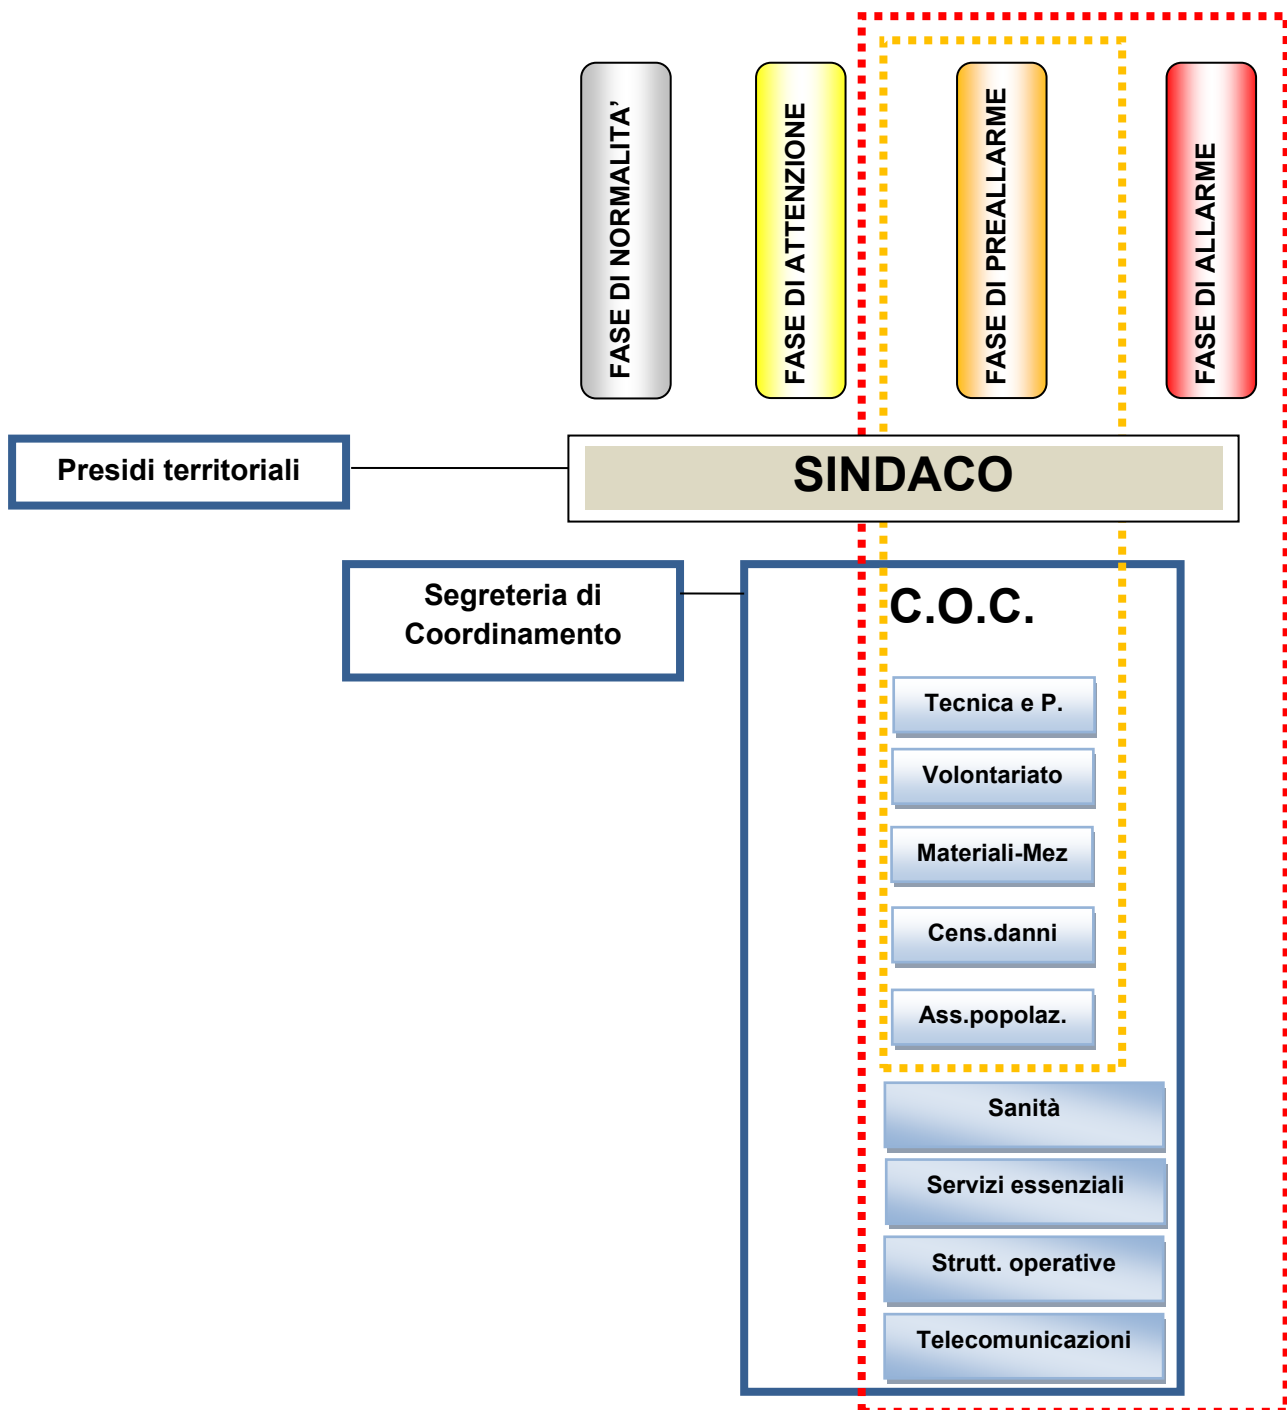 FASE DI NORMALITA’
FASE DI ATTENZIONE
FASE DI PREALLARME
FASE DI ALLARME
Presidi territoriali
SINDACO
Segreteria di
Coordinamento
C.O.C.
Tecnica e P.
Volontariato
Materiali-Mez
Cens.danni
Ass.popolaz.
Sanità
Servizi essenziali
Strutt. operative
Telecomunicazioni